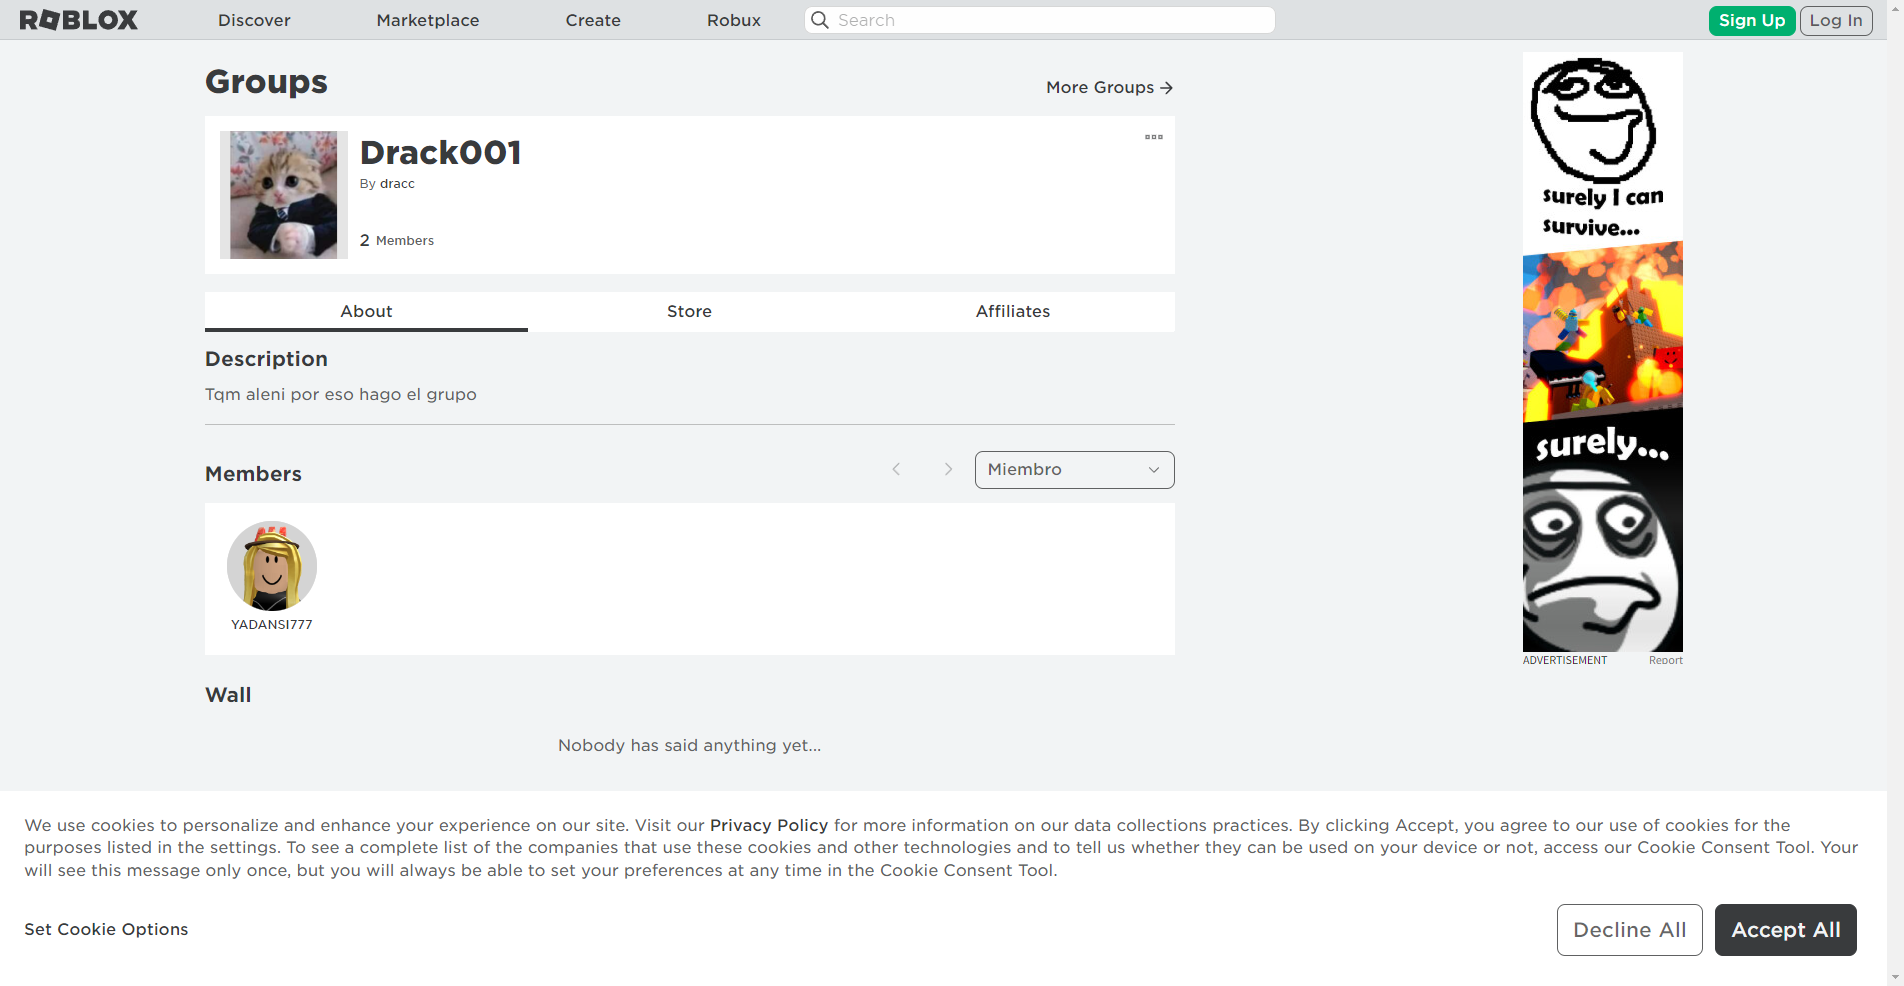 ROBLOX
Discover
Marketplace
Create
Robux
Search
Sign Up
Log In
Groups
More Groups
Drack001
By dracc
2 Members
About
Store
Affiliates
Description
Tqm aleni por eso hago el grupo
Members
Miembro
YADANSI777
Wall
Nobody has said anything yet...
surely I can
survive...
surely...
ADVERTISEMENT
Report
We use cookies to personalize and enhance your experience on our site. Visit our Privacy Policy for more information on our data collections practices. By clicking Accept, you agree to our use of cookies for the
purposes listed in the settings. To see a complete list of the companies that use these cookies and other technologies and to tell us whether they can be used on your device or not, access our Cookie Consent Tool. Your
will see this message only once, but you will always be able to set your preferences at any time in the Cookie Consent Tool.
Set Cookie Options
Decline All
Accept All